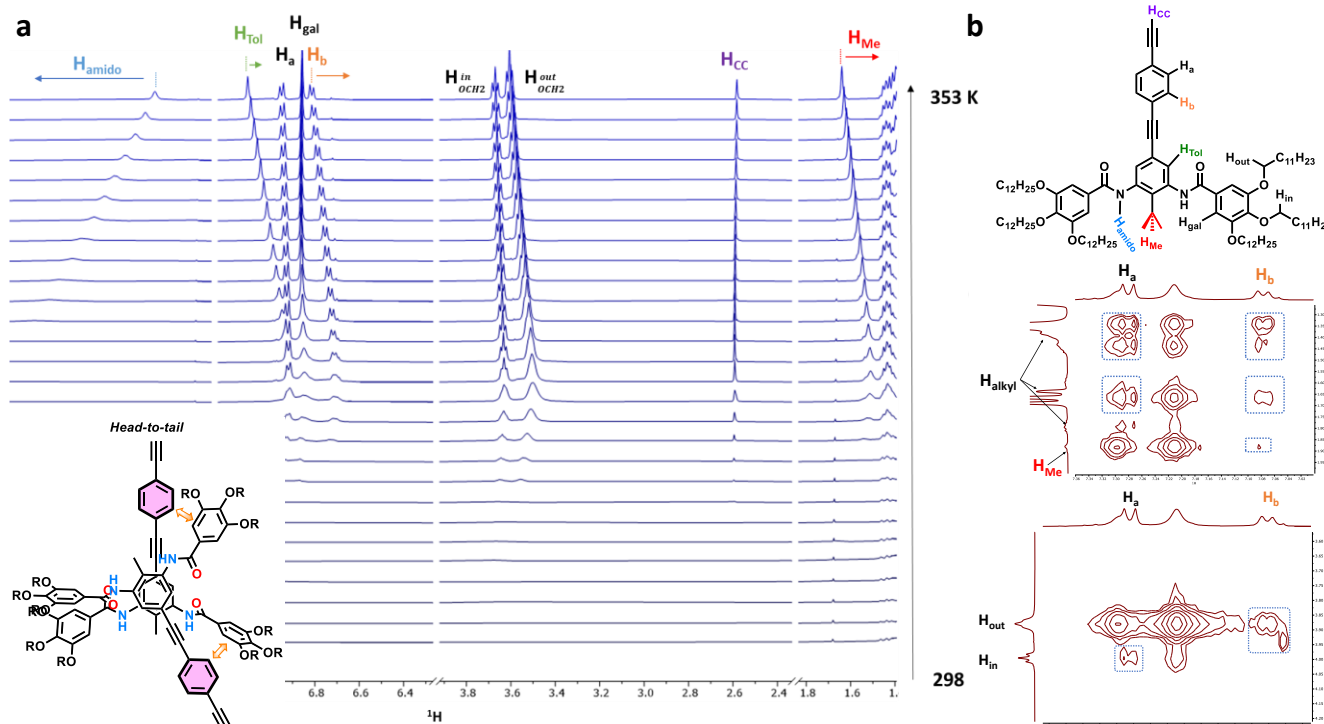 a
H_gal
H_Tol
H_a
H_b
H_amido
H^in_OCH2
H^out_OCH2
H_CC
H_Me
353 K
298
Head-to-tail
RO
OR
OR
NH
O
H
N
O
O
N
H
NH
O
RO
RO
RO
RO
RO
OR
OR
OR
6.8
6.6
6.4
3.8
3.6
3.4
3.2
3.0
2.8
2.6
2.4
1.8
1.6
1.
¹H
b
H_CC
H_a
H_b
H_Tol
H_out
C11H23
O
O
O
H_in
C12H25O
N
NH
O
C11H2
C12H25O
H_amido
H_Me
H_gal
OC12H25
OC12H25
H_a
H_b
H_alkyl
H_Me
H_a
H_b
H_out
H_in